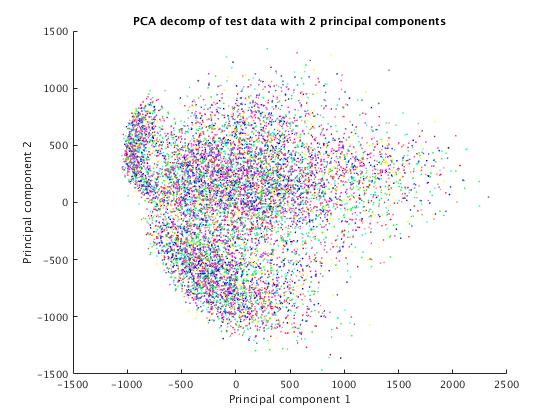 PCA decomp of test data with 2 principal components
1500
1000
500
0
−500
−1000
−1500
Principal component 2
−1500 −1000 −500 0 500 1000 1500 2000 2500
Principal component 1